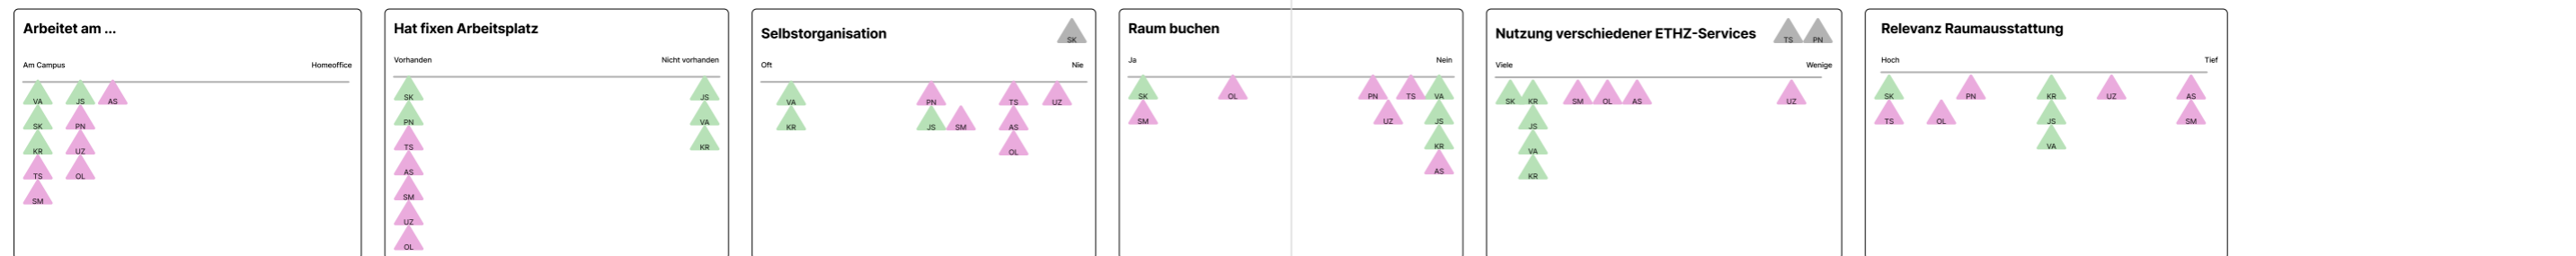 Arbeitet am ...
Am Campus Homeoffice
VA JS AS
SK PN
KR UZ
TS OL
SM
Hat fixen Arbeitsplatz
Vorhanden Nicht vorhanden
SK JS
PN VA
TS KR
AS
SM
UZ
OL
Selbstorganisation SK
Oft Nie
VA PN TS UZ
KR JS SM AS
OL
Raum buchen
Ja Nein
SK OL PN TS VA
SM UZ JS
KR
AS
Nutzung verschiedener ETHZ-Services TS PN
Viele Wenige
SK KR SM OL AS UZ
JS
VA
KR
Relevanz Raumausstattung
Hoch Tief
SK PN KR UZ AS
TS OL JS SM
VA